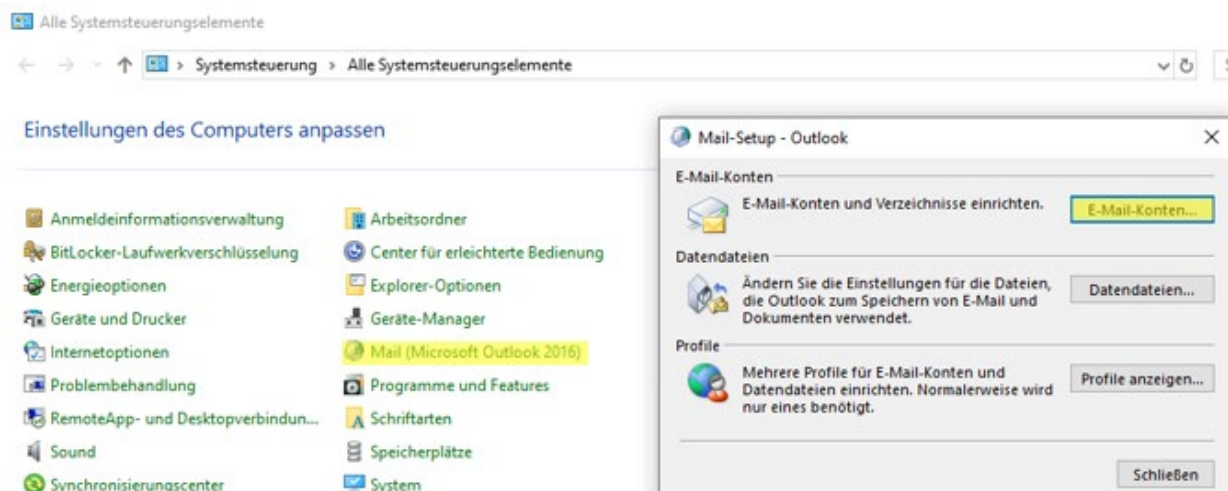 Alle Systemsteuerungselemente
Systemsteuerung > Alle Systemsteuerungselemente
Einstellungen des Computers anpassen
Anmeldeinformationsverwaltung
BitLocker-Laufwerkverschlüsselung
Energieoptionen
Geräte und Drucker
Internetoptionen
Problembehandlung
RemoteApp- und Desktopverbindun...
Sound
Synchronisierungscenter
Arbeitsordner
Center für erleichterte Bedienung
Explorer-Optionen
Geräte-Manager
Mail (Microsoft Outlook 2016)
Programme und Features
Schriftarten
Speicherplätze
System
Mail-Setup - Outlook
E-Mail-Konten
E-Mail-Konten und Verzeichnisse einrichten.
E-Mail-Konten...
Datendateien
Ändern Sie die Einstellungen für die Dateien,
die Outlook zum Speichern von E-Mail und
Dokumenten verwendet.
Datendateien...
Profile
Mehrere Profile für E-Mail-Konten und
Datendateien einrichten. Normalerweise wird
nur eines benötigt.
Profile anzeigen...
Schließen